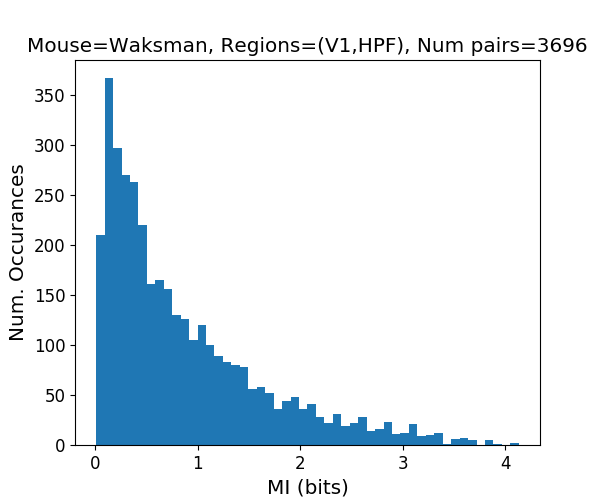 Mouse=Waksman, Regions=(V1,HPF), Num pairs=3696
350
300
250
200
150
100
50
0
Num. Occurances
0 1 2 3 4
MI (bits)